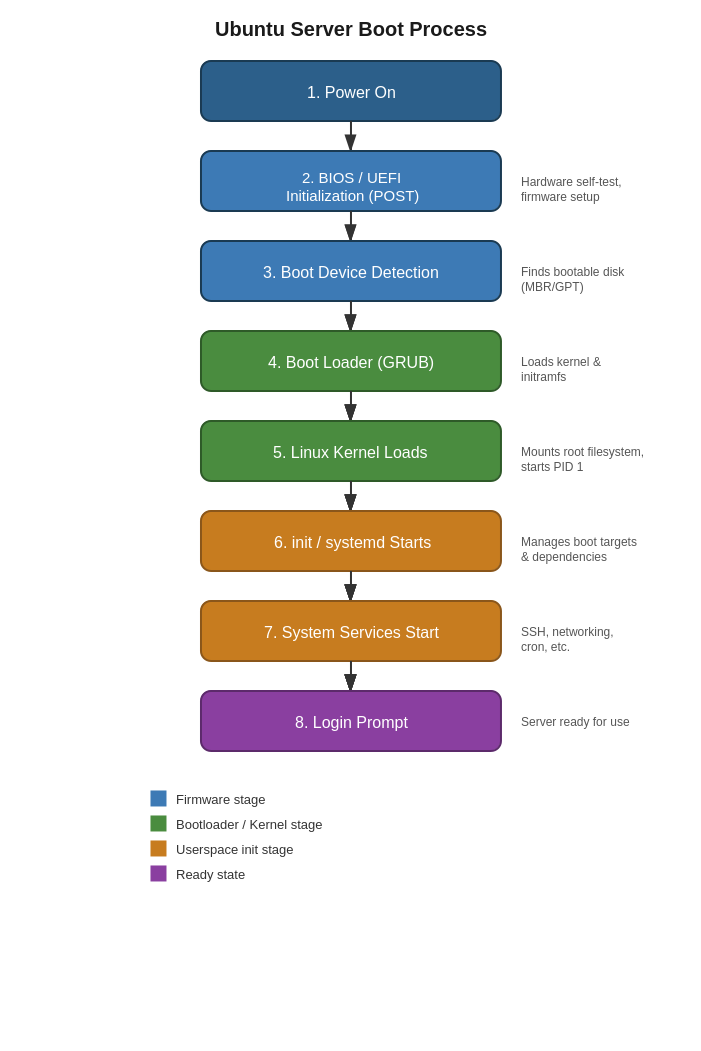 Ubuntu Server Boot Process
1. Power On
2. BIOS / UEFI
Initialization (POST)
Hardware self-test,
firmware setup
3. Boot Device Detection
Finds bootable disk
(MBR/GPT)
4. Boot Loader (GRUB)
Loads kernel &
initramfs
5. Linux Kernel Loads
Mounts root filesystem,
starts PID 1
6. init / systemd Starts
Manages boot targets
& dependencies
7. System Services Start
SSH, networking,
cron, etc.
8. Login Prompt
Server ready for use
Firmware stage
Bootloader / Kernel stage
Userspace init stage
Ready state